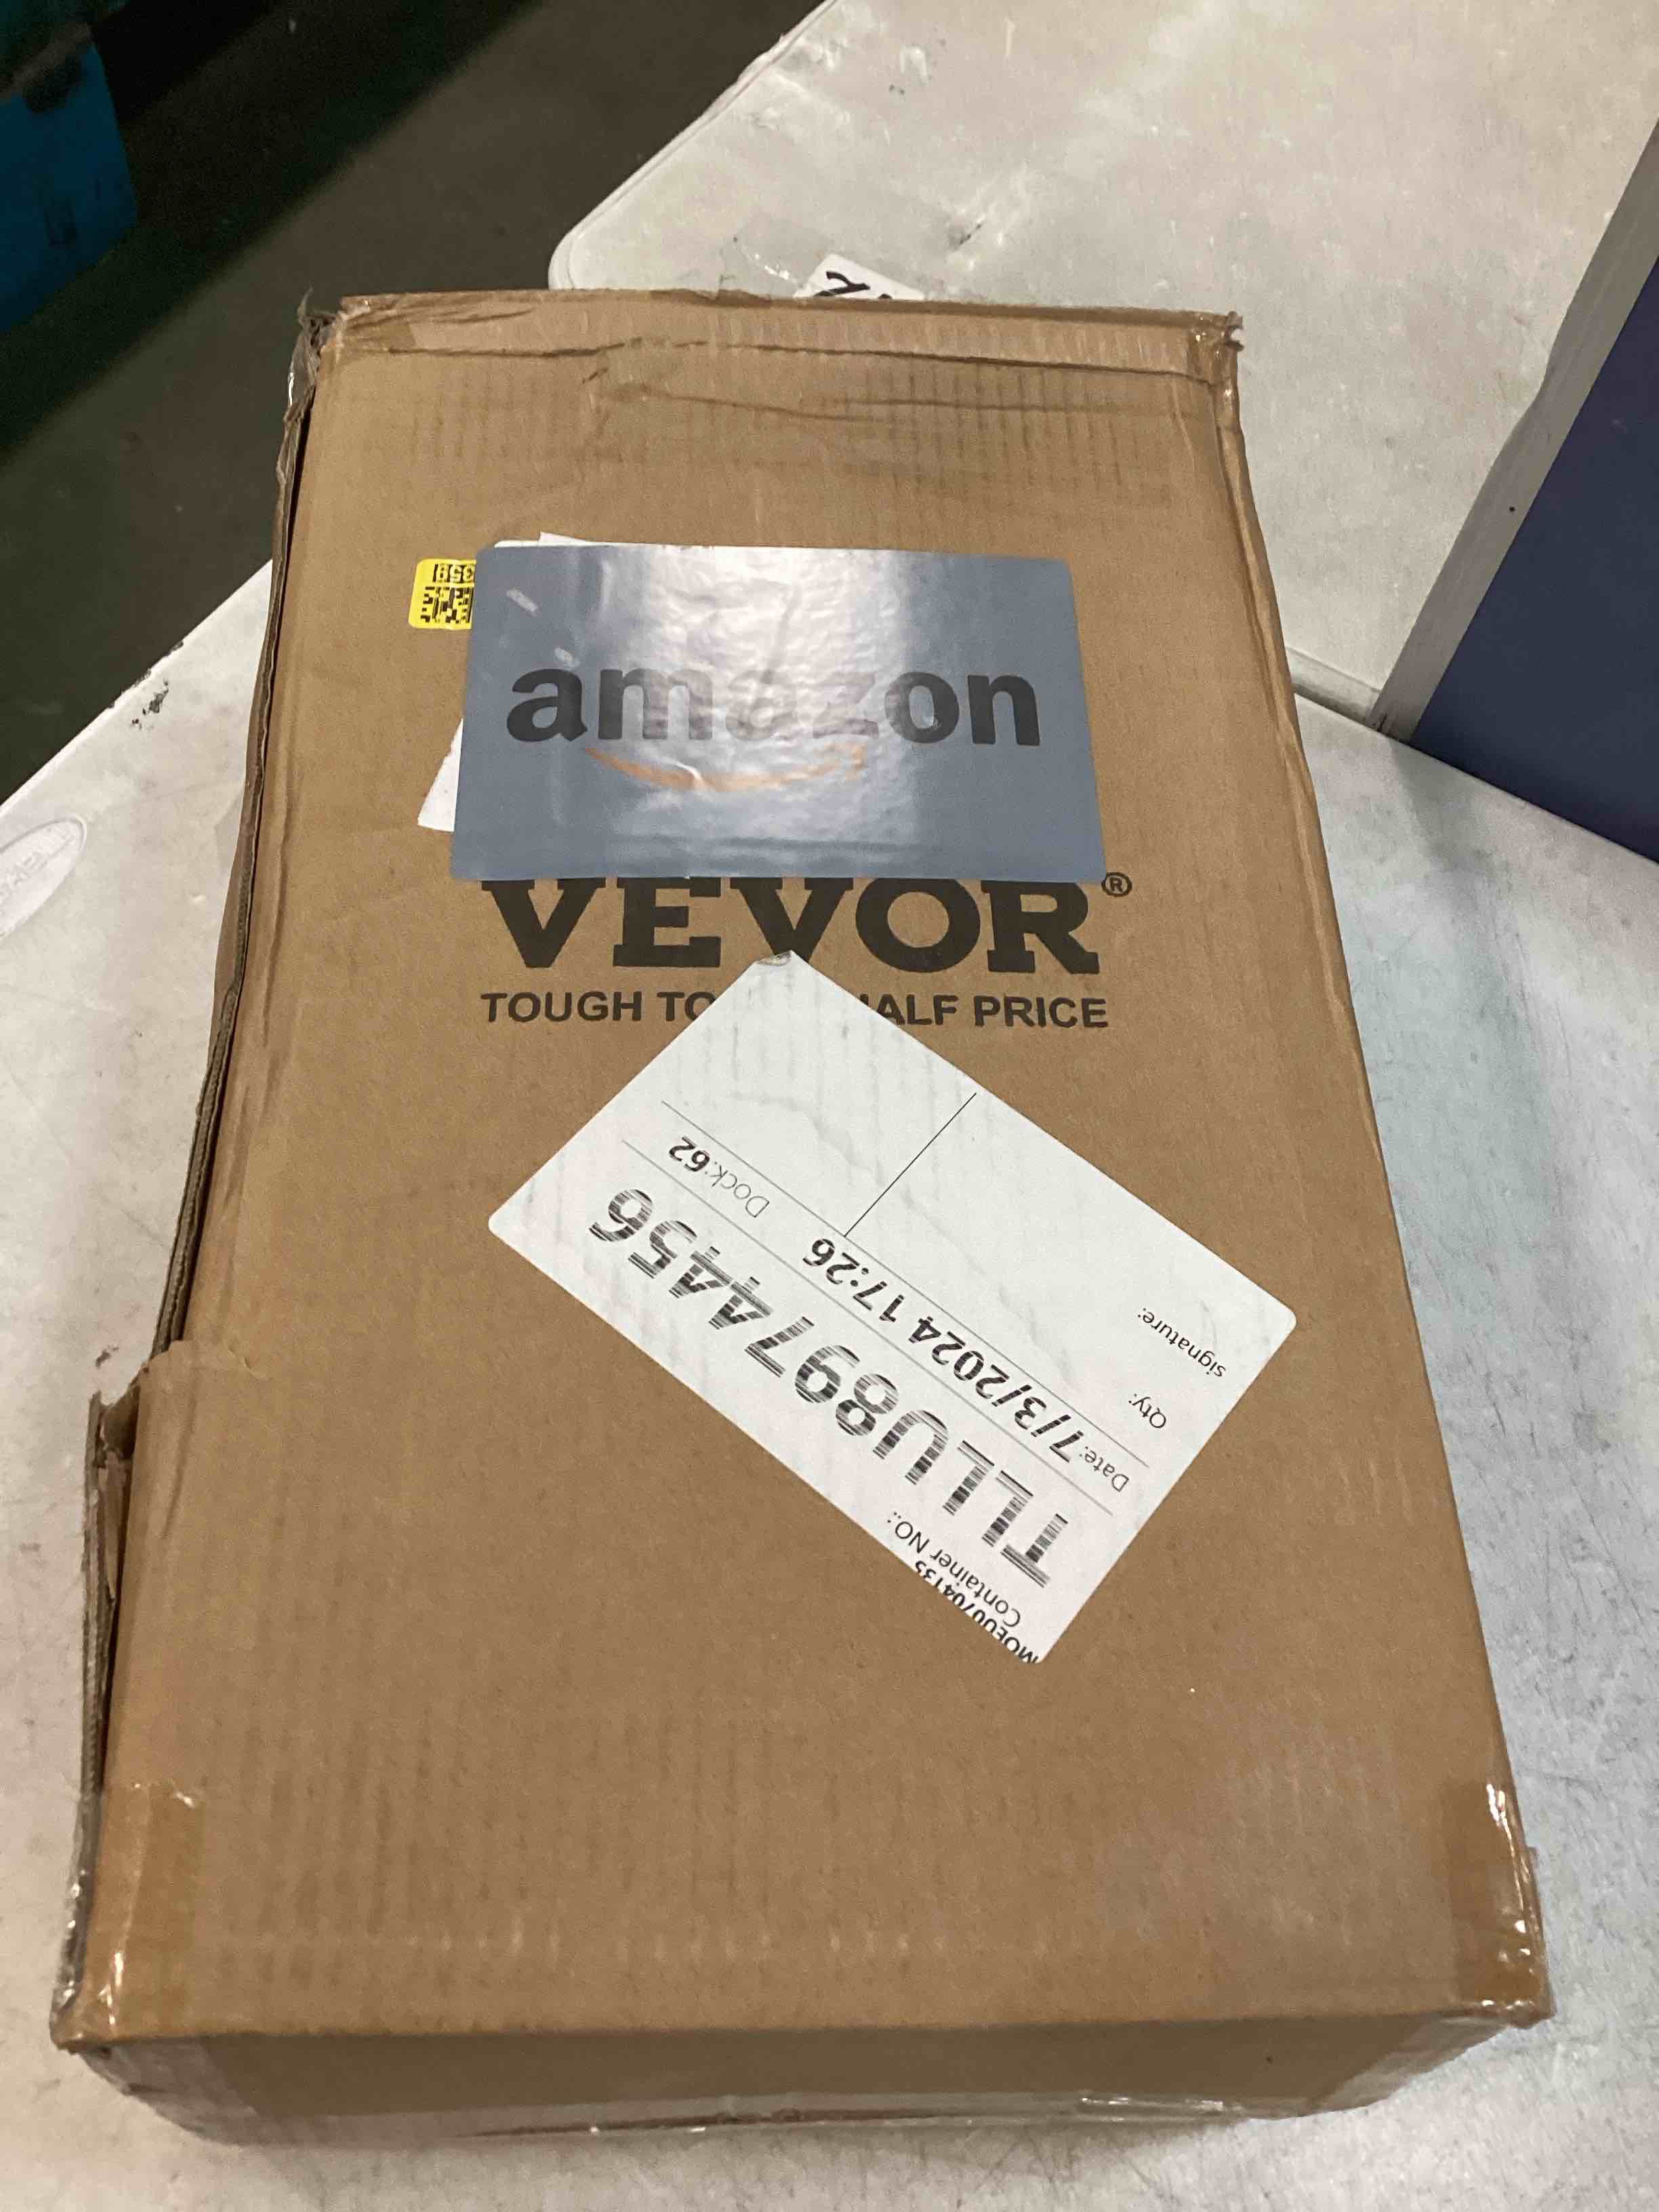 358
amazon
VEVOR®
TOUGH TO HALF PRICE
Container NO.:
TLLU8974456
Date: 7/3/2024 17:26 Dock:62
Qty:
signature: